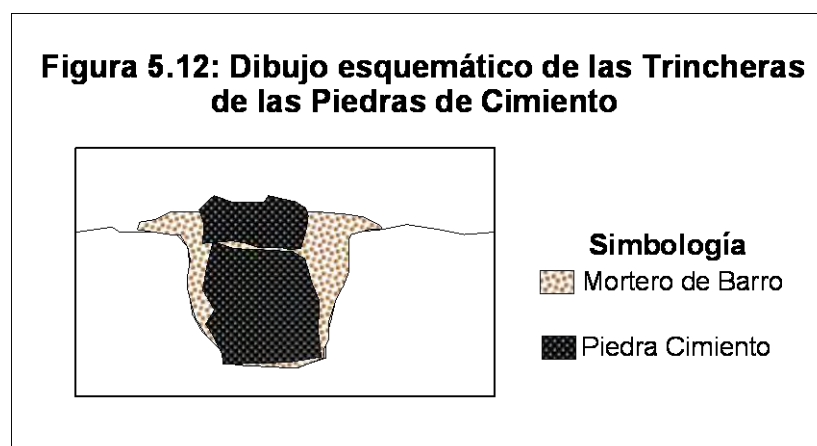 Figura 5.12: Dibujo esquemático de las Trincheras
de las Piedras de Cimiento
Simbología
Mortero de Barro
Piedra Cimiento